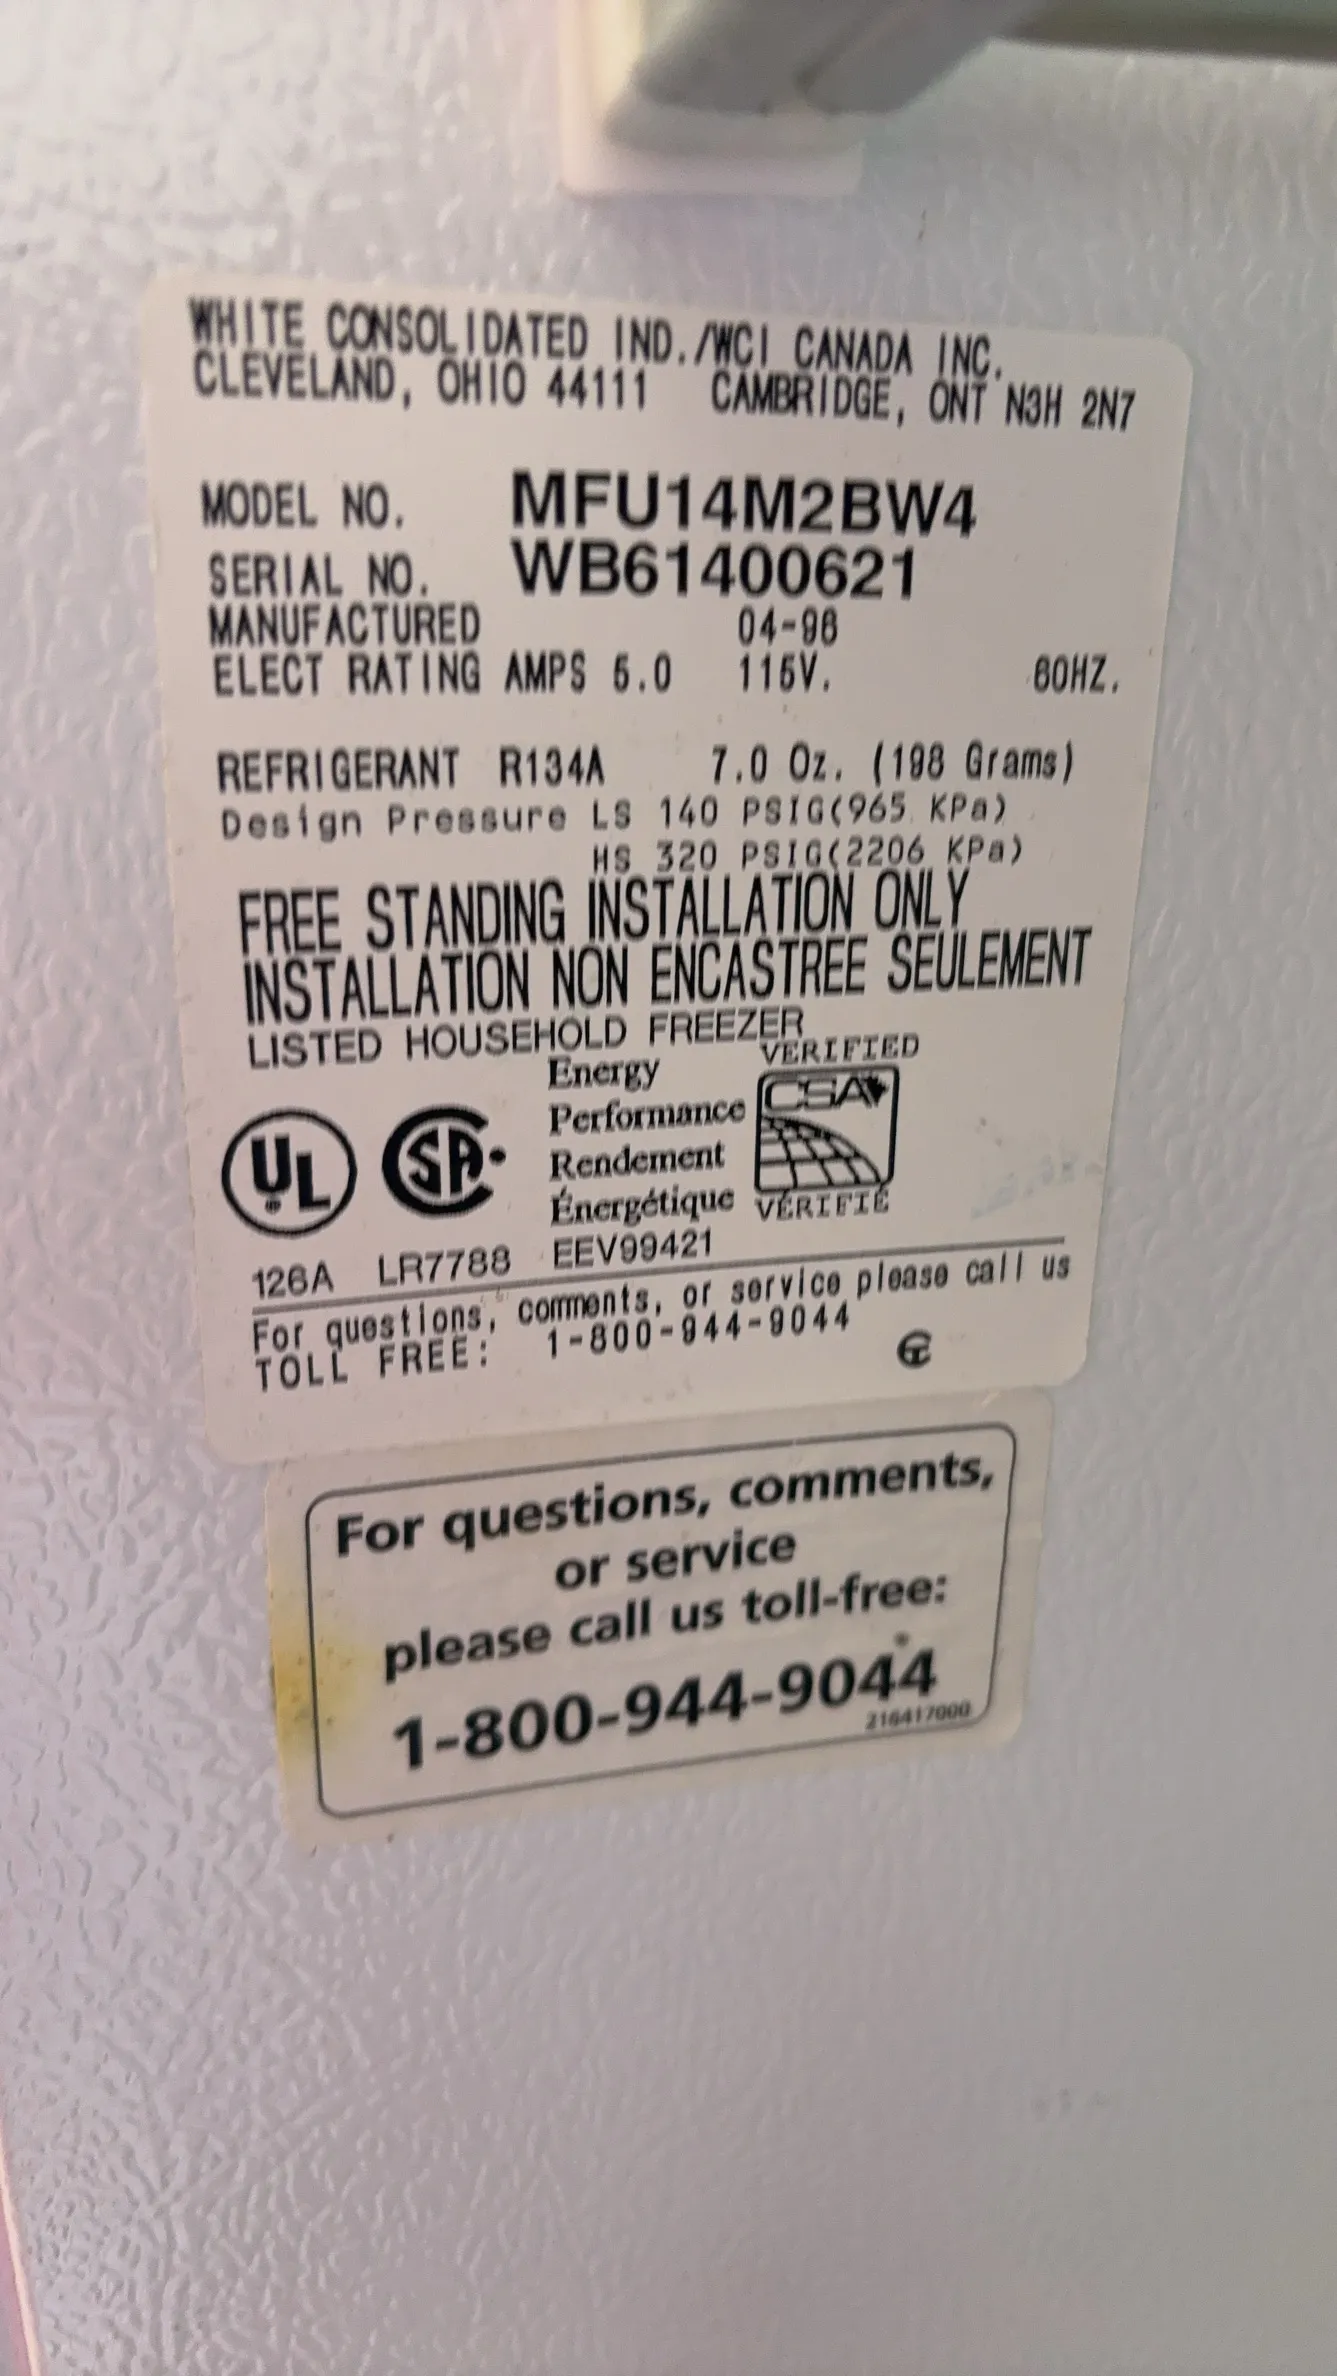 WHITE CONSOLIDATED IND./WCI CANADA INC.
CLEVELAND, OHIO 44111 CAMBRIDGE, ONT N3H 2N7
MODEL NO. MFU14M2BW4
SERIAL NO. WB61400621
MANUFACTURED 04-96
ELECT RATING AMPS 5.0 115V. 60HZ.
REFRIGERANT R134A 7.0 Oz. (198 Grams)
Design Pressure LS 140 PSIG(965 KPa)
HS 320 PSIG(2206 KPa)
FREE STANDING INSTALLATION ONLY
INSTALLATION NON ENCASTREE SEULEMENT
LISTED HOUSEHOLD FREEZER
Energy
Performance
Rendement
Énergétique
VERIFIED
CSA
VÉRIFIÉ
UL
SA
126A LR7788 EEV99421
For questions, comments, or service please call us
TOLL FREE: 1-800-944-9044
For questions, comments,
or service
please call us toll-free:
1-800-944-9044
216417000